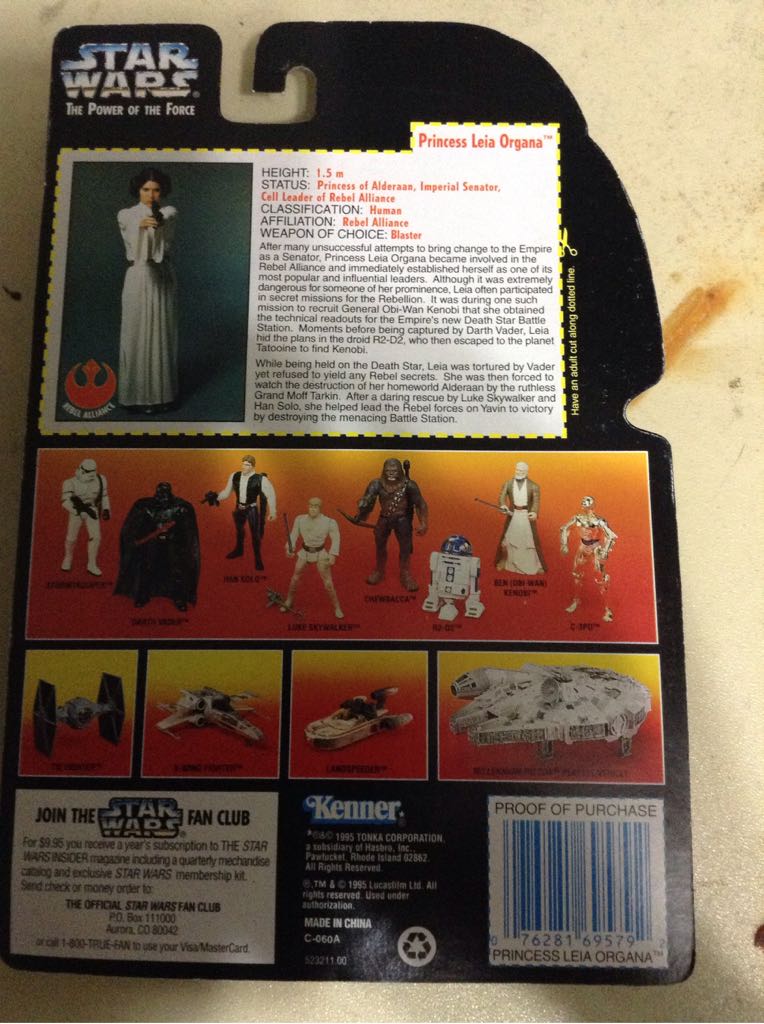 STAR
WARS®
THE POWER OF THE FORCE
Princess Leia Organa™
HEIGHT: 1.5 m
STATUS: Princess of Alderaan, Imperial Senator,
Cell Leader of Rebel Alliance
CLASSIFICATION: Human
AFFILIATION: Rebel Alliance
WEAPON OF CHOICE: Blaster
After many unsuccessful attempts to bring change to the Empire
as a Senator, Princess Leia Organa became involved in the
Rebel Alliance and immediately established herself as one of its
most popular and influential leaders. Although it was extremely
dangerous for someone of her prominence, Leia often participated
in secret missions for the Rebellion. It was during one such
mission to recruit General Obi-Wan Kenobi that she obtained
the technical readouts for the Empire's new Death Star Battle
Station. Moments before being captured by Darth Vader, Leia
hid the plans in the droid R2-D2, who then escaped to the planet
Tatooine to find Kenobi.
While being held on the Death Star, Leia was tortured by Vader
yet refused to yield any Rebel secrets. She was then forced to
watch the destruction of her homeworld Alderaan by the ruthless
Grand Moff Tarkin. After a daring rescue by Luke Skywalker and
Han Solo, she helped lead the Rebel forces on Yavin to victory
by destroying the menacing Battle Station.
REBEL ALLIANCE
Have an adult cut along dotted line.
STORMTROOPER™
DARTH VADER™
HAN SOLO™
LUKE SKYWALKER™
CHEWBACCA™
R2-D2™
BEN (OBI-WAN)
KENOBI™
C-3PO™
TIE FIGHTER™
X-WING FIGHTER™
LANDSPEEDER™
MILLENNIUM FALCON™ VEHICLE
JOIN THE STAR WARS® FAN CLUB
For $9.95 you receive a year's subscription to THE STAR
WARS INSIDER magazine including a quarterly merchandise
catalog and exclusive STAR WARS membership kit.
Send check or money order to:
THE OFFICIAL STAR WARS FAN CLUB
P.O. Box 111000
Aurora, CO 80042
or call 1-800-TRUE-FAN to use your Visa/MasterCard.
Kenner®
*®&© 1995 TONKA CORPORATION,
a subsidiary of Hasbro, Inc.,
Pawtucket, Rhode Island 02862.
All Rights Reserved.
®,TM & © 1995 Lucasfilm Ltd. All
rights reserved. Used under
authorization.
MADE IN CHINA
C-060A
523211.00
PROOF OF PURCHASE
0 76281 69579 2
PRINCESS LEIA ORGANA™